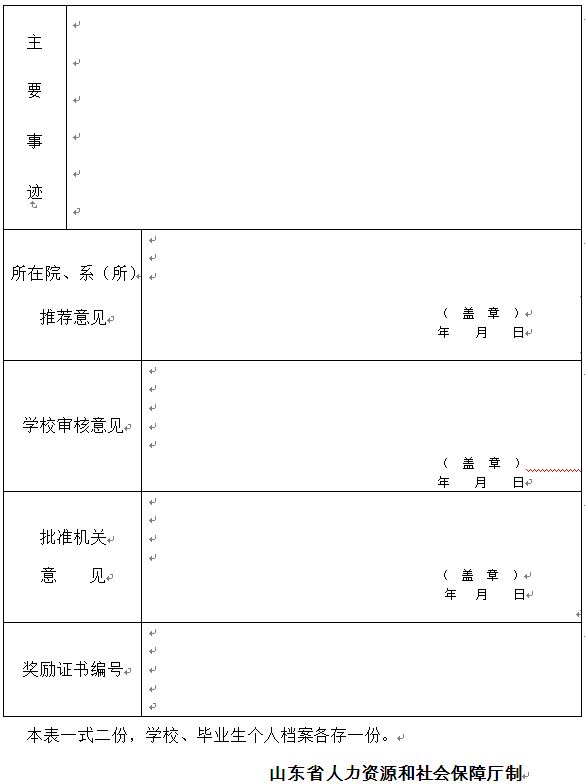 主
要
事
迹
所在院、系（所）
推荐意见
（ 盖 章 ）
年 月 日
学校审核意见
（ 盖 章 ）
年 月 日
批准机关
意 见
（ 盖 章 ）
年 月 日
奖励证书编号
本表一式二份，学校、毕业生个人档案各存一份。
山东省人力资源和社会保障厅制